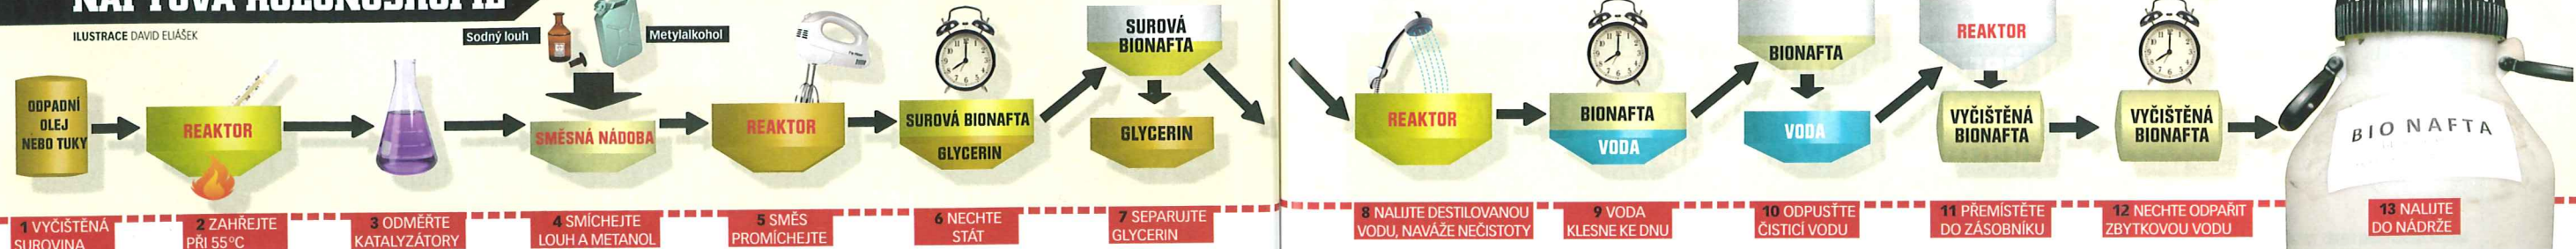 NAFTOVÁ KUCHYŇSKOPIE
ILUSTRACE DAVID ELIÁŠEK
Sodný louh
Metylalkohol
ODPADNÍ
OLEJ
NEBO TUKY
REAKTOR
SMĚSNÁ NÁDOBA
REAKTOR
SUROVÁ BIONAFTA
GLYCERIN
SUROVÁ
BIONAFTA
GLYCERIN
REAKTOR
BIONAFTA
VODA
BIONAFTA
VODA
REAKTOR
VYČIŠTĚNÁ
BIONAFTA
VYČIŠTĚNÁ
BIONAFTA
BIO NAFTA
1 VYČIŠTĚNÁ
SUROVINA
2 ZAHŘEJTE
PŘI 55°C
3 ODMĚŘTE
KATALYZÁTORY
4 SMÍCHEJTE
LOUH A METANOL
5 SMĚS
PROMÍCHEJTE
6 NECHTE
STÁT
7 SEPARUJTE
GLYCERIN
8 NALIJTE DESTILOVANOU
VODU, NAVÁŽE NEČISTOTY
9 VODA
KLESNE KE DNU
10 ODPUSŤTE
ČISTICÍ VODU
11 PŘEMÍSTĚTE
DO ZÁSOBNÍKU
12 NECHTE ODPAŘIT
ZBYTKOVOU VODU
13 NALIJTE
DO NÁDRŽE